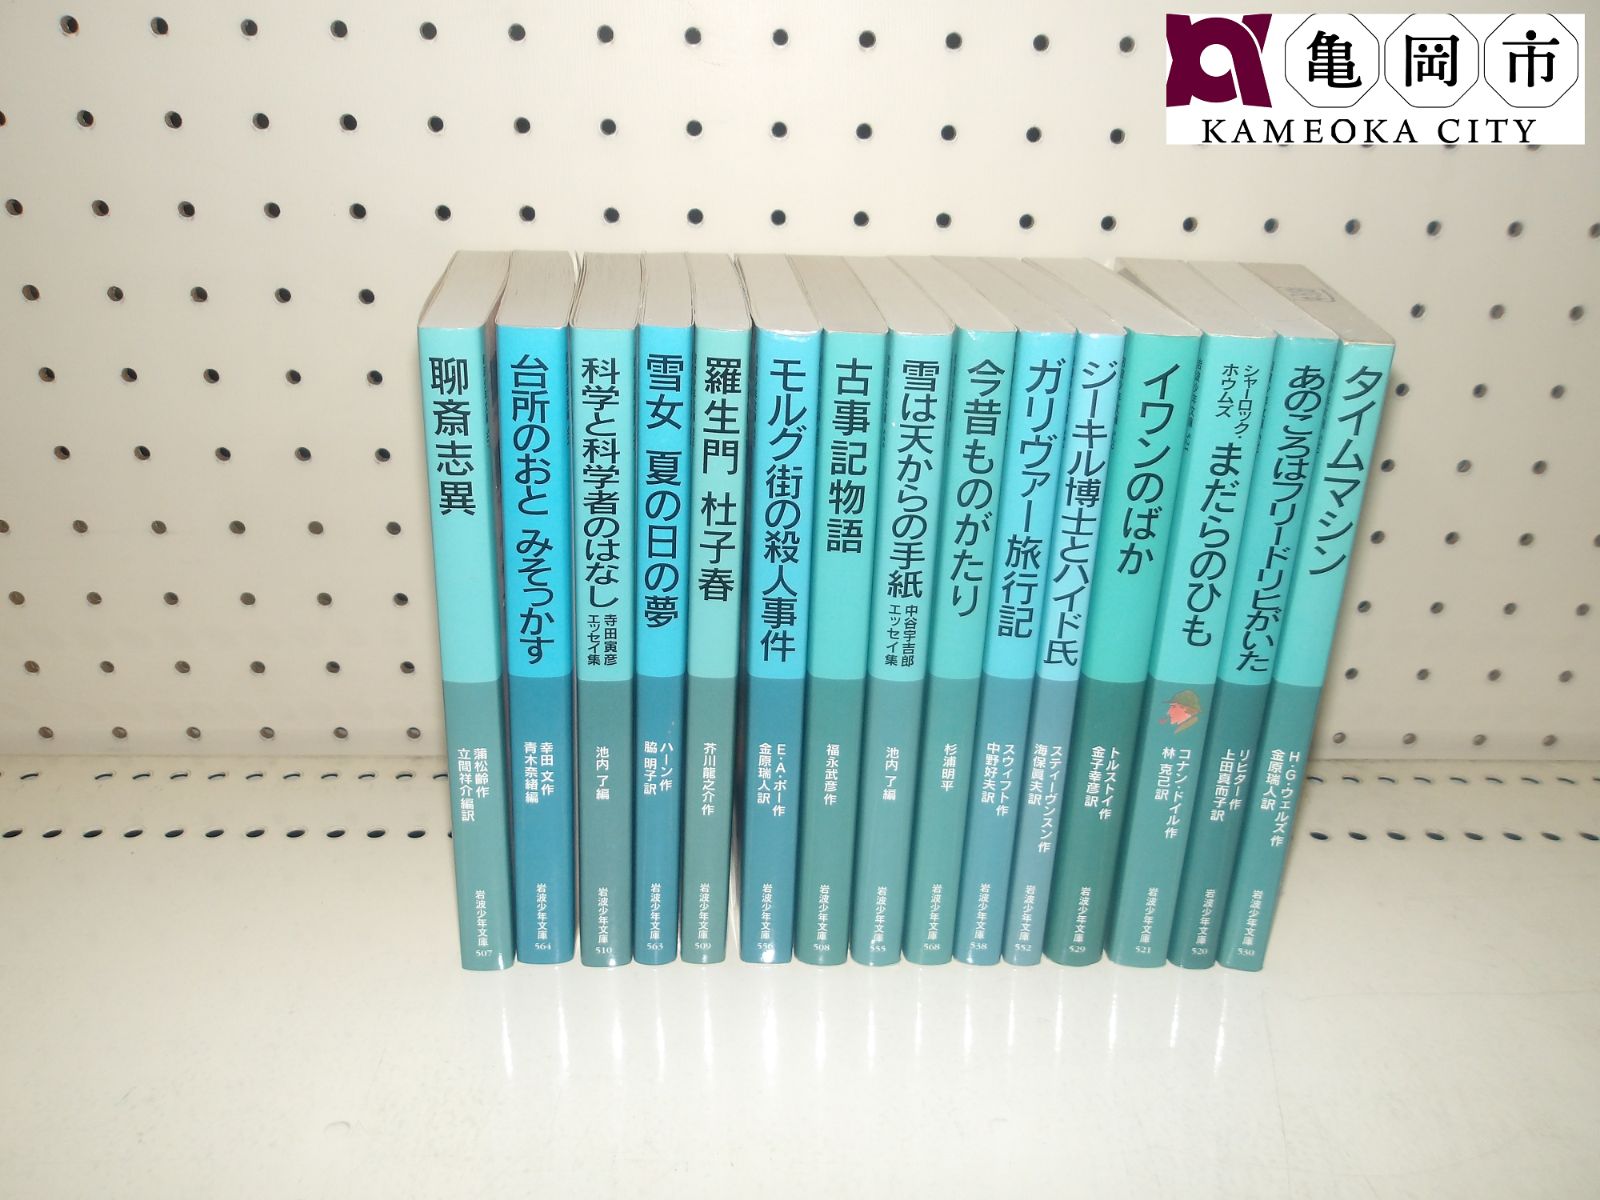 亀岡市
KAMEOKA CITY
聊斎志異
蒲松齢作
立間祥介編訳
岩波少年文庫
507
台所のおと みそっかす
幸田 文作
青木奈緒編
岩波少年文庫
564
科学と科学者のはなし
寺田寅彦
エッセイ集
池内 了編
岩波少年文庫
510
雪女 夏の日の夢
ハーン作
脇 明子訳
岩波少年文庫
563
羅生門 杜子春
芥川龍之介作
岩波少年文庫
509
モルグ街の殺人事件
E・A・ポー作
金原瑞人訳
岩波少年文庫
556
古事記物語
福永武彦作
岩波少年文庫
508
雪は天からの手紙
中谷宇吉郎
エッセイ集
池内 了編
岩波少年文庫
555
今昔ものがたり
杉浦明平
岩波少年文庫
568
ガリヴァー旅行記
スウィフト作
中野好夫訳
岩波少年文庫
538
ジーキル博士とハイド氏
スティーヴンスン作
海保眞夫訳
岩波少年文庫
552
イワンのばか
トルストイ作
金子幸彦訳
岩波少年文庫
529
シャーロック・
ホウムズ
まだらのひも
コナン・ドイル作
林 克己訳
岩波少年文庫
521
あのころはフリードリヒがいた
リヒター作
上田真而子訳
岩波少年文庫
520
タイムマシン
H・G・ウェルズ作
金原瑞人訳
岩波少年文庫
530